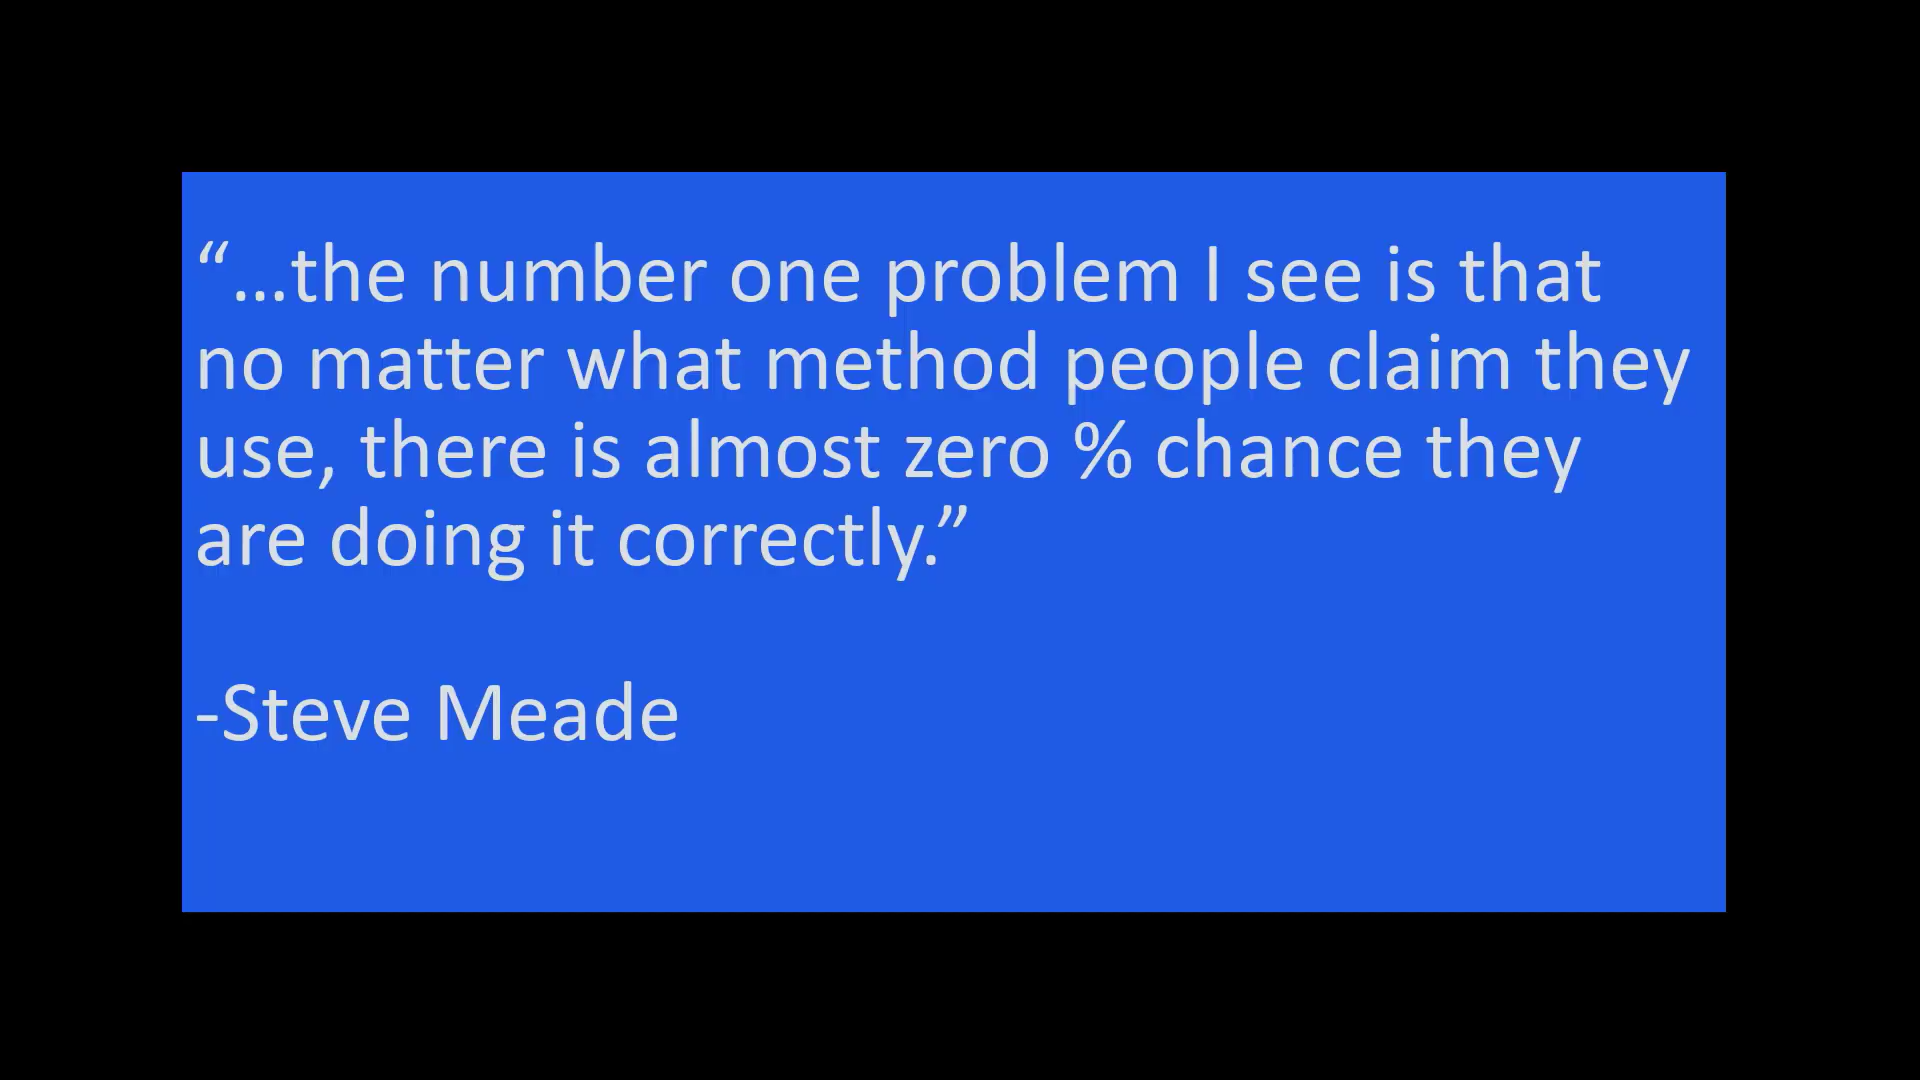 “...the number one problem I see is that
no matter what method people claim they
use, there is almost zero % chance they
are doing it correctly.”
-Steve Meade